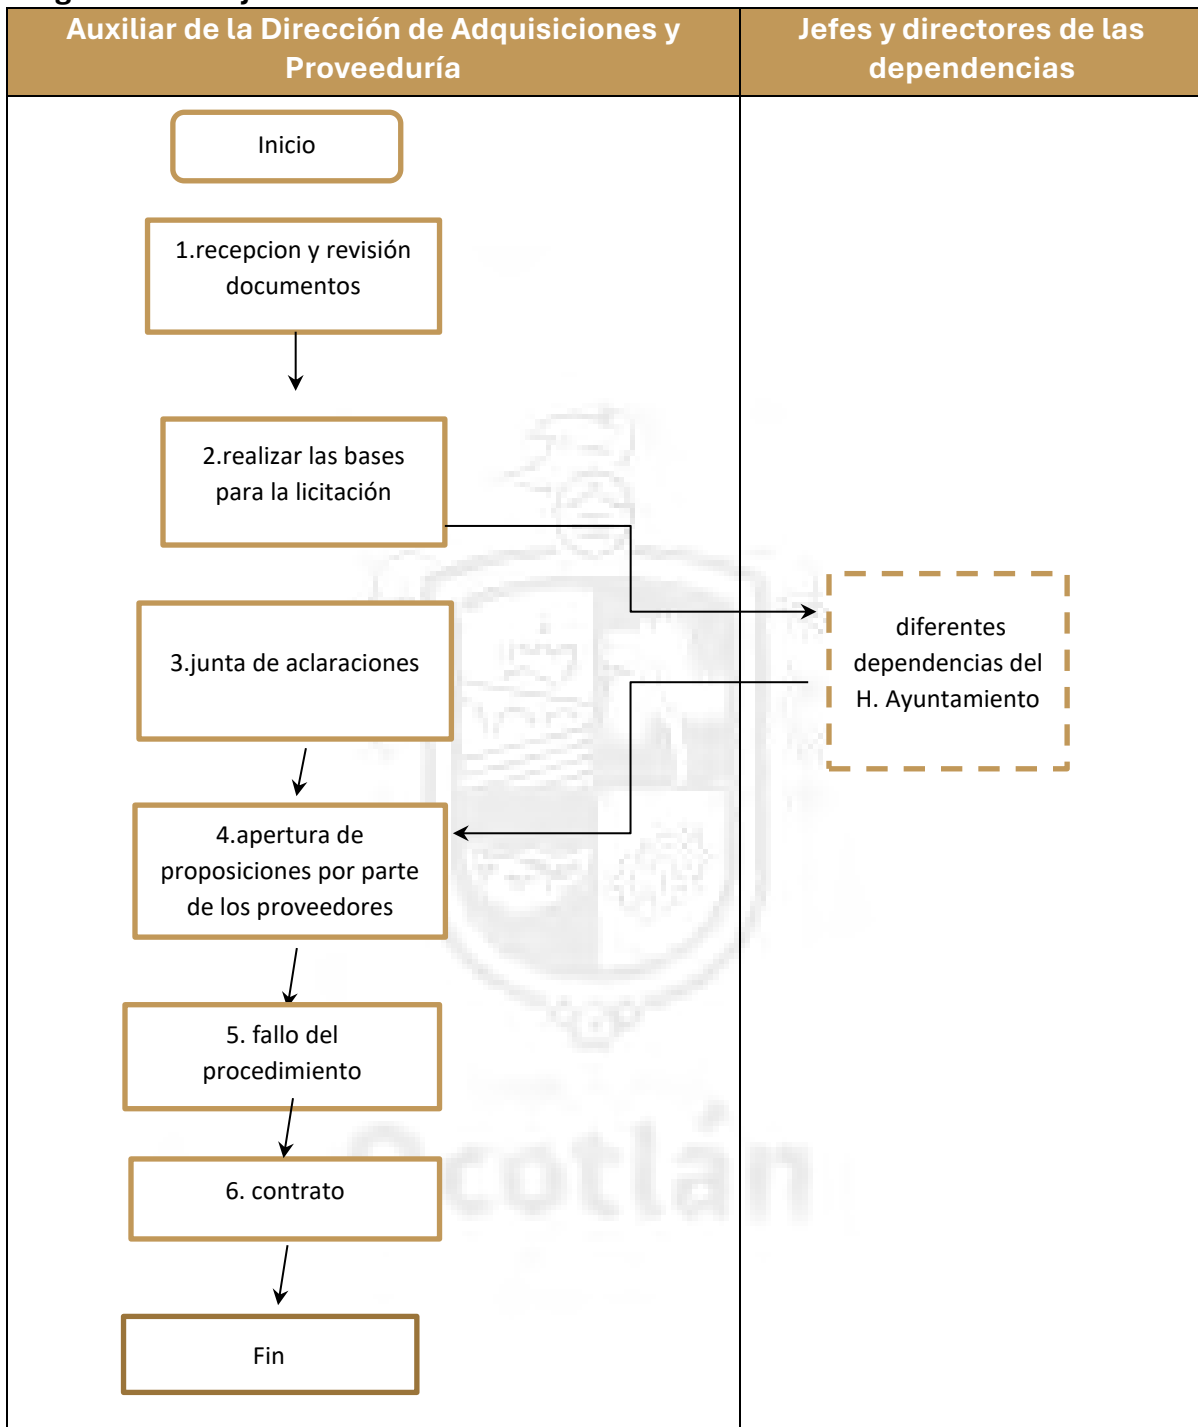 Auxiliar de la Dirección de Adquisiciones y
Proveeduría
Jefes y directores de las
dependencias
Inicio
1.recepcion y revisión
documentos
2.realizar las bases
para la licitación
3.junta de aclaraciones
diferentes
dependencias del
H. Ayuntamiento
4.apertura de
proposiciones por parte
de los proveedores
5. fallo del
procedimiento
6. contrato
Fin
Ocotlán